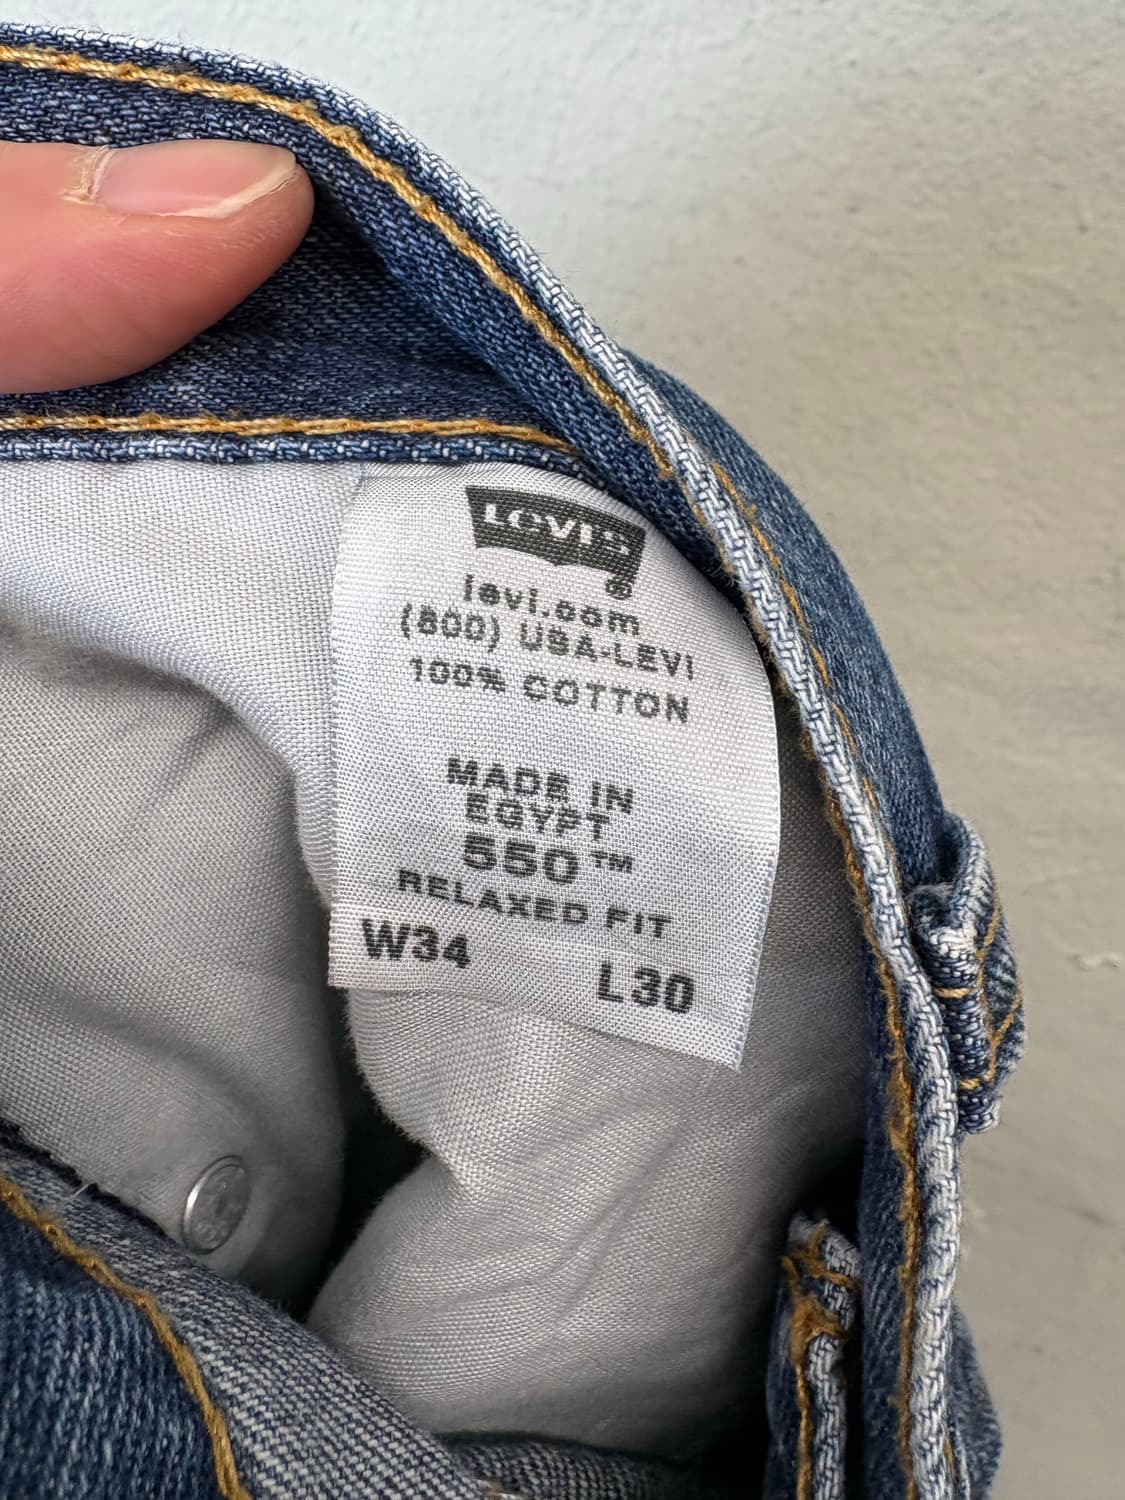 LEVI'S
®
levi.com
(800) USA-LEVI
100% COTTON
MADE IN
EGYPT
550™
RELAXED FIT
W34 L30